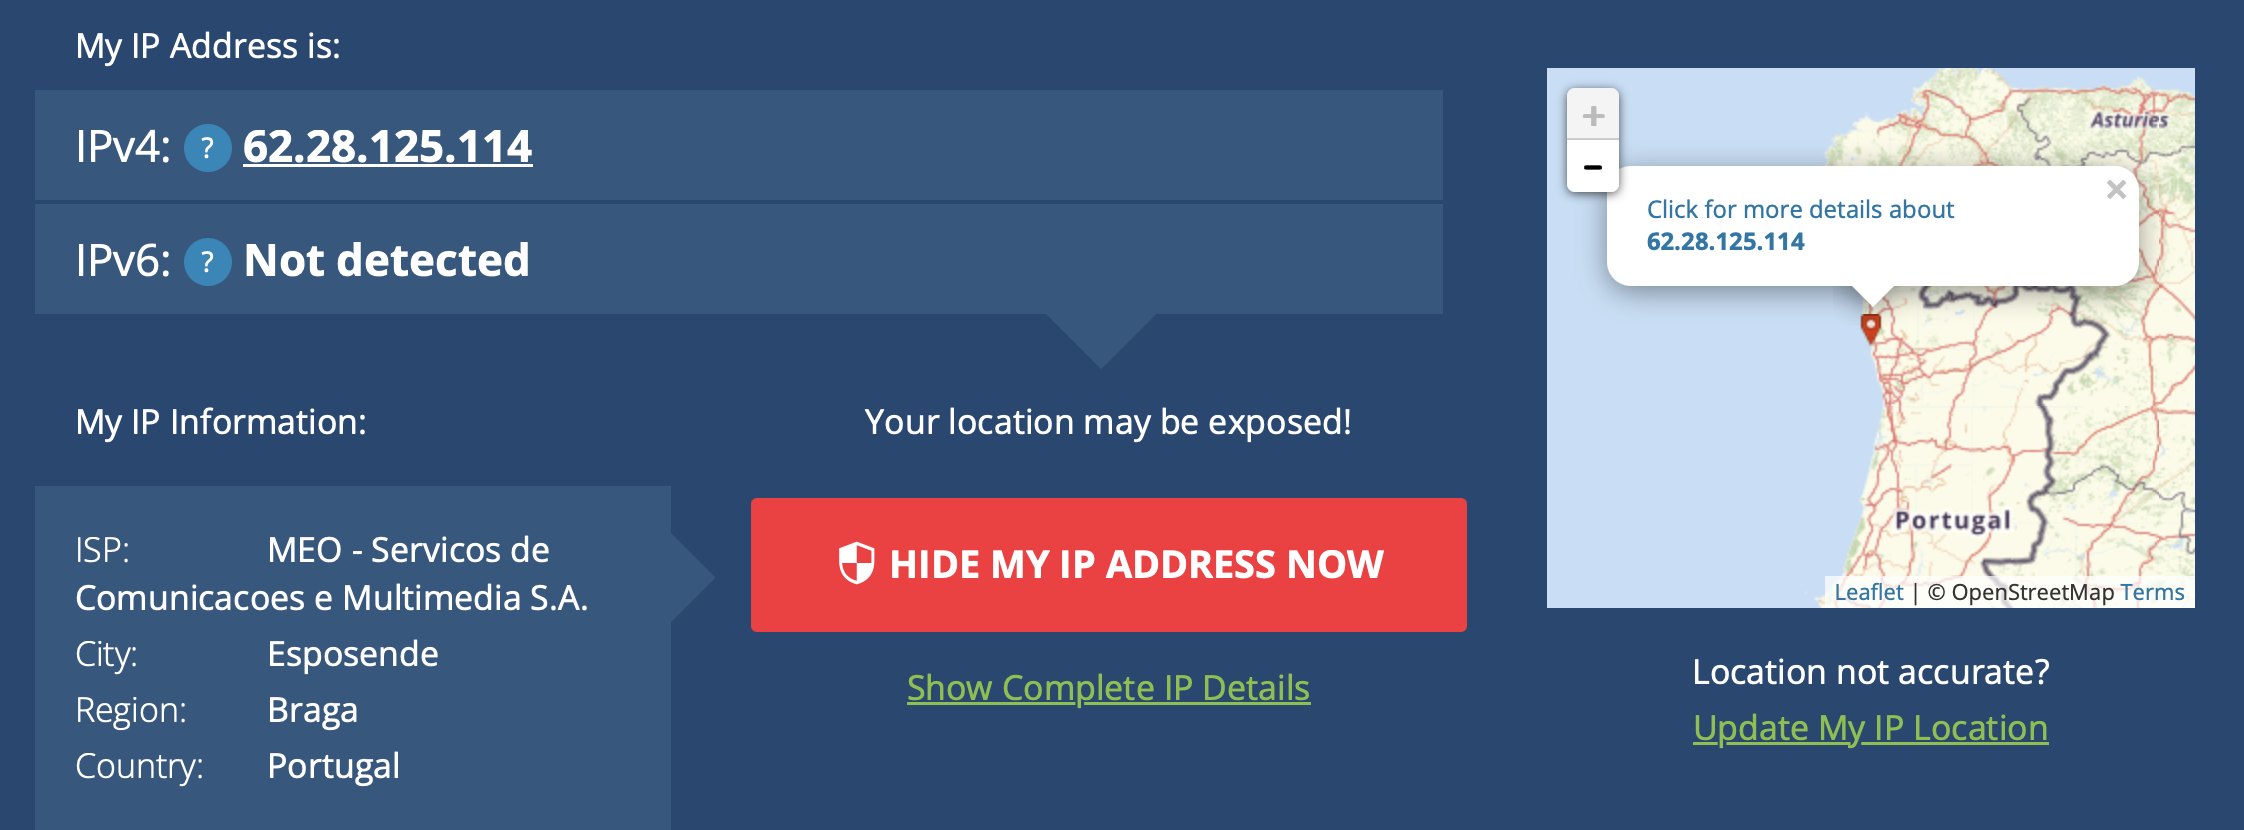 My IP Address is:
IPv4: ? 62.28.125.114
IPv6: ? Not detected
My IP Information:
ISP: MEO - Servicos de
Comunicacoes e Multimedia S.A.
City: Esposende
Region: Braga
Country: Portugal
Your location may be exposed!
HIDE MY IP ADDRESS NOW
Show Complete IP Details
+
−
Asturies
Click for more details about
62.28.125.114
×
Portugal
Leaflet | © OpenStreetMap Terms
Location not accurate?
Update My IP Location